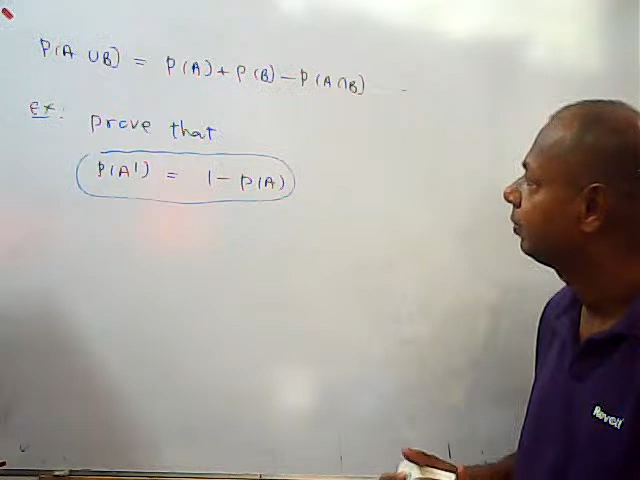 P(A ∪B) = P(A) + P(B) – P(A∩B)
ex:
prove that
P(A') = 1 – P(A)